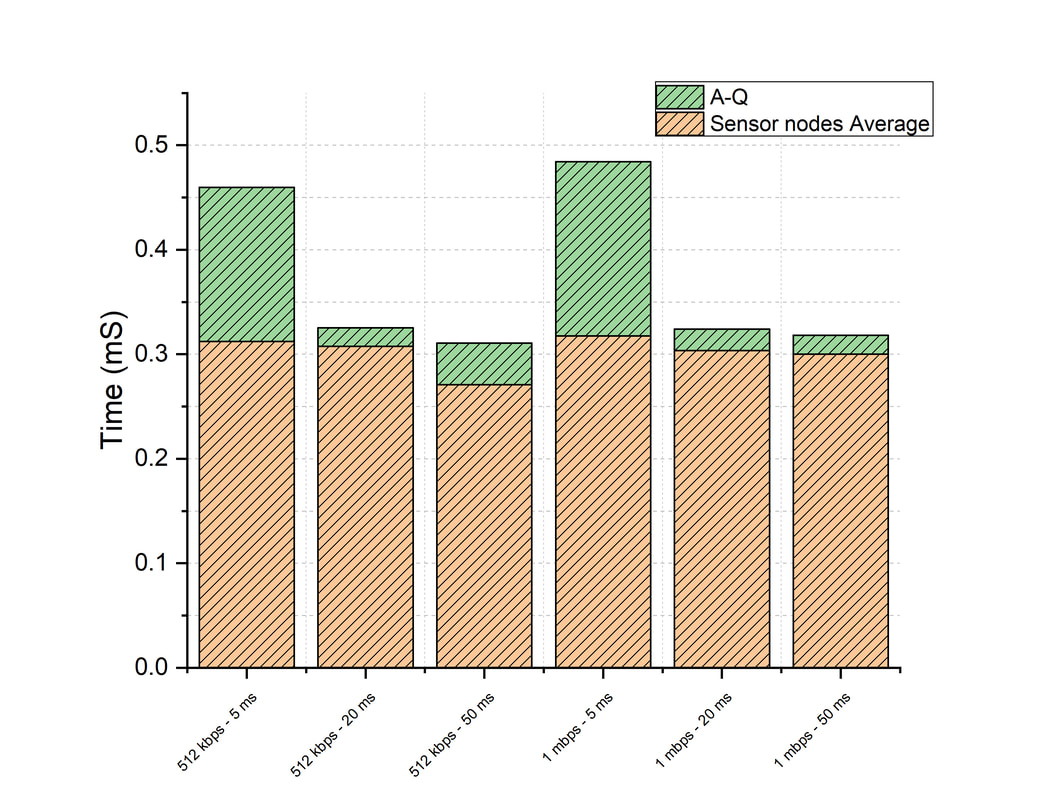 A-Q
Sensor nodes Average
Time (mS)
0.5
0.4
0.3
0.2
0.1
0.0
512 kbps - 5 ms
512 kbps - 20 ms
512 kbps - 50 ms
1 mbps - 5 ms
1 mbps - 20 ms
1 mbps - 50 ms